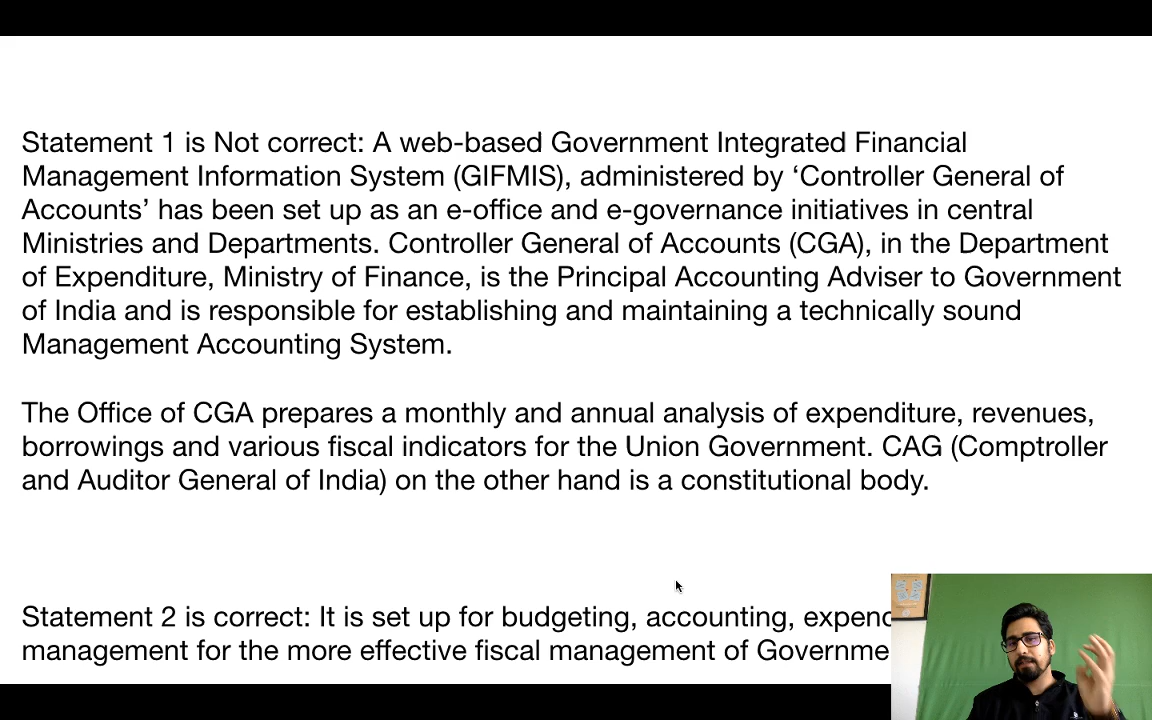 Statement 1 is Not correct: A web-based Government Integrated Financial
Management Information System (GIFMIS), administered by ‘Controller General of
Accounts’ has been set up as an e-office and e-governance initiatives in central
Ministries and Departments. Controller General of Accounts (CGA), in the Department
of Expenditure, Ministry of Finance, is the Principal Accounting Adviser to Government
of India and is responsible for establishing and maintaining a technically sound
Management Accounting System.
The Office of CGA prepares a monthly and annual analysis of expenditure, revenues,
borrowings and various fiscal indicators for the Union Government. CAG (Comptroller
and Auditor General of India) on the other hand is a constitutional body.
Statement 2 is correct: It is set up for budgeting, accounting,
management for the more effective fiscal management of